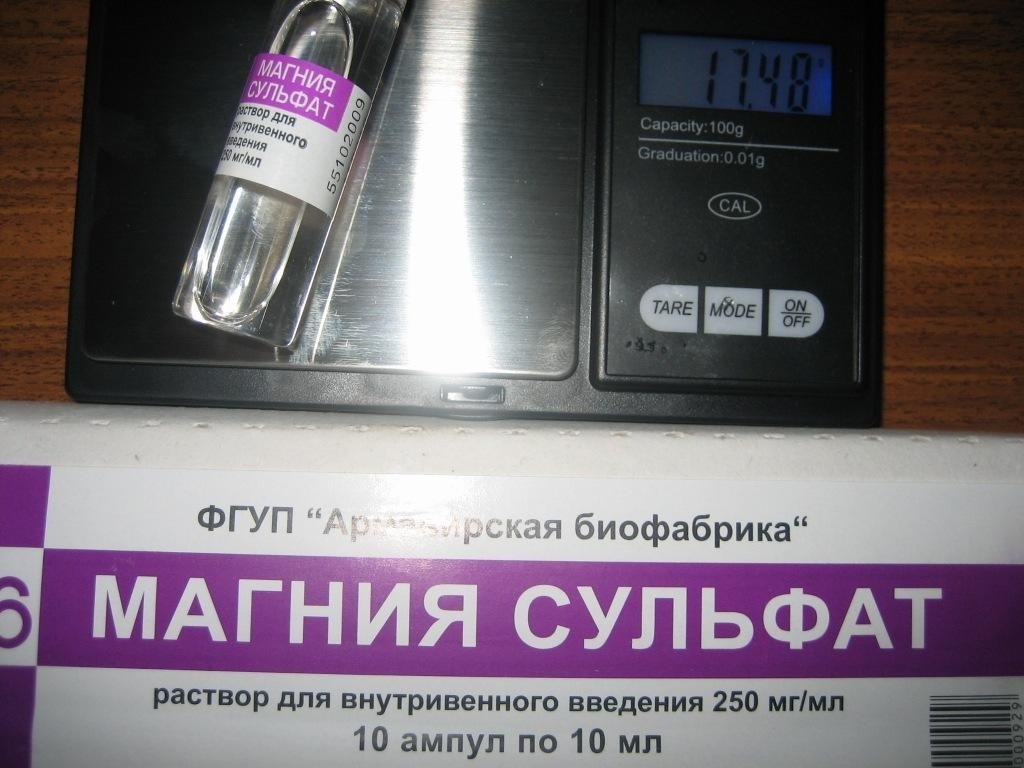 МАГНИЯ
СУЛЬФАТ
раствор для
внутривенного
введения
250 мг/мл
55102009
17.48
Capacity:100g
Graduation:0.01g
CAL
TARE
MODE
ON
OFF
ФГУП “Армавирская биофабрика“
6
МАГНИЯ СУЛЬФАТ
раствор для внутривенного введения 250 мг/мл
10 ампул по 10 мл